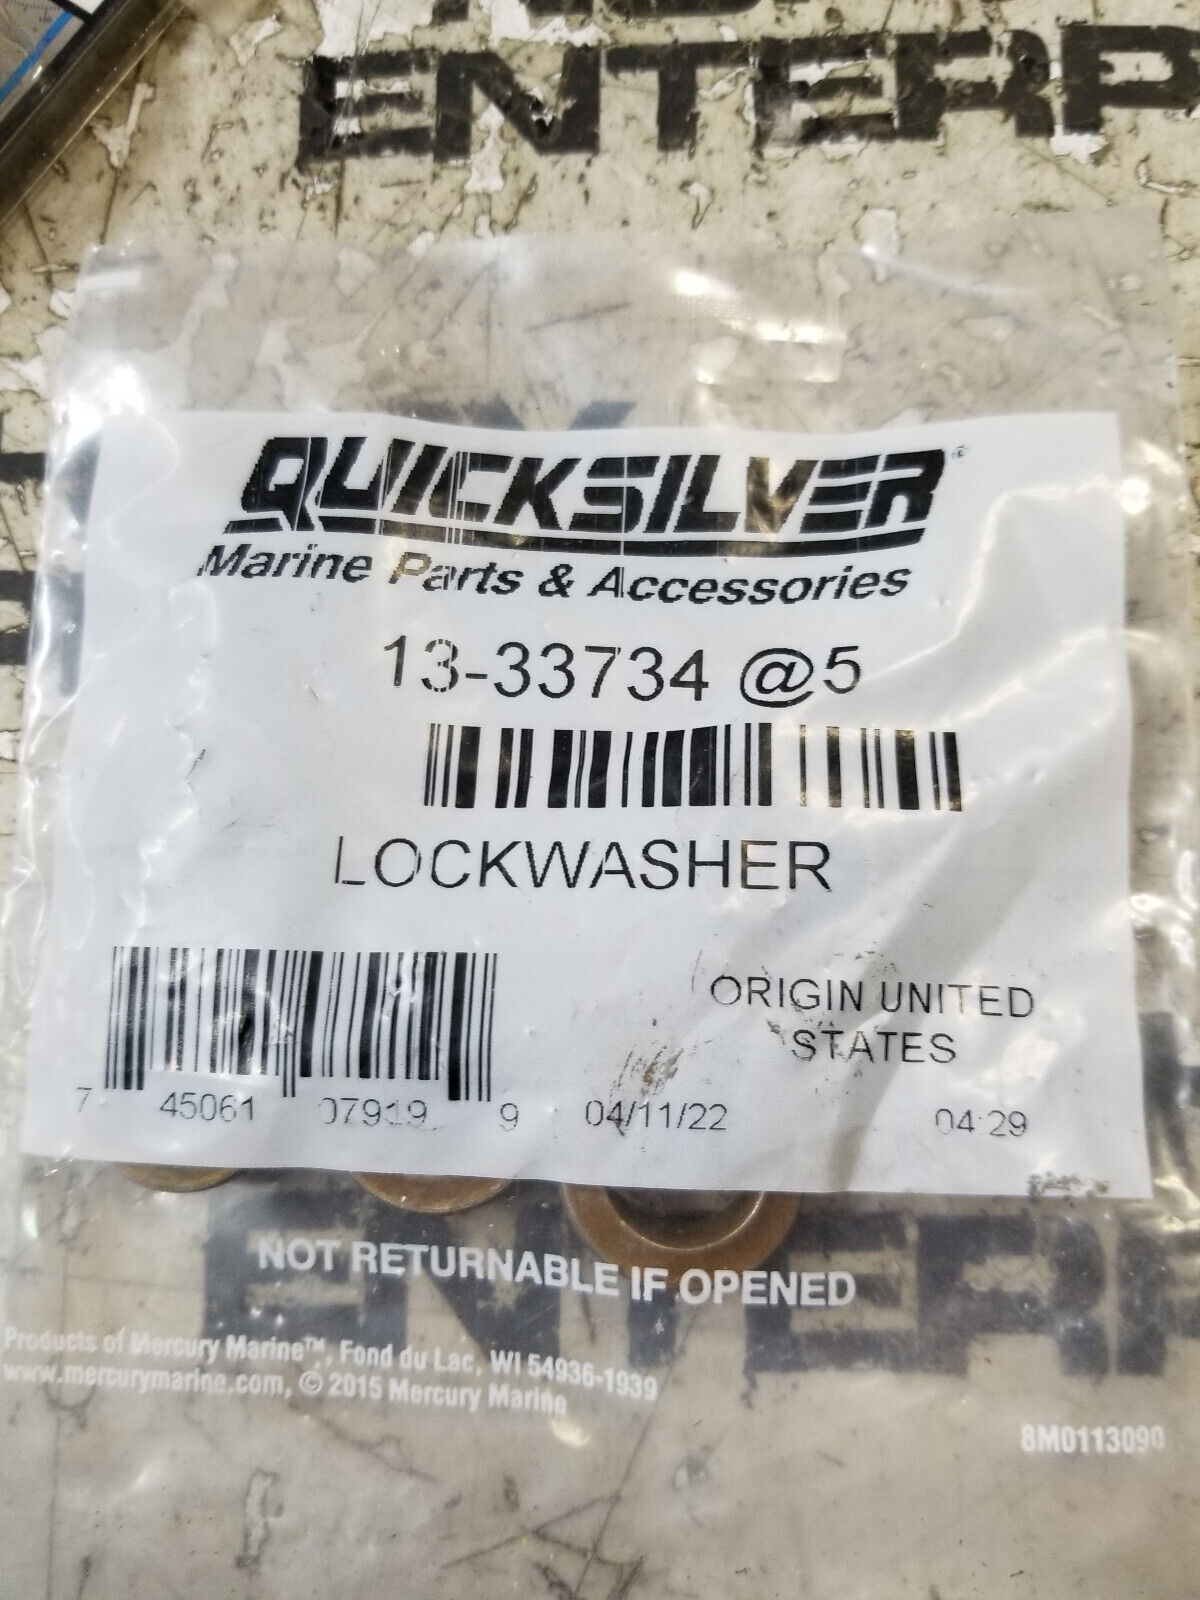 ENTERP
QUICKSILVER
Marine Parts & Accessories
13-33734 @5
LOCKWASHER
ORIGIN UNITED
STATES
7 45061 07919 9 04/11/22 04:29
NOT RETURNABLE IF OPENED
Products of Mercury Marine™, Fond du Lac, WI 54936-1939
www.mercurymarine.com, © 2015 Mercury Marine
8M0113090